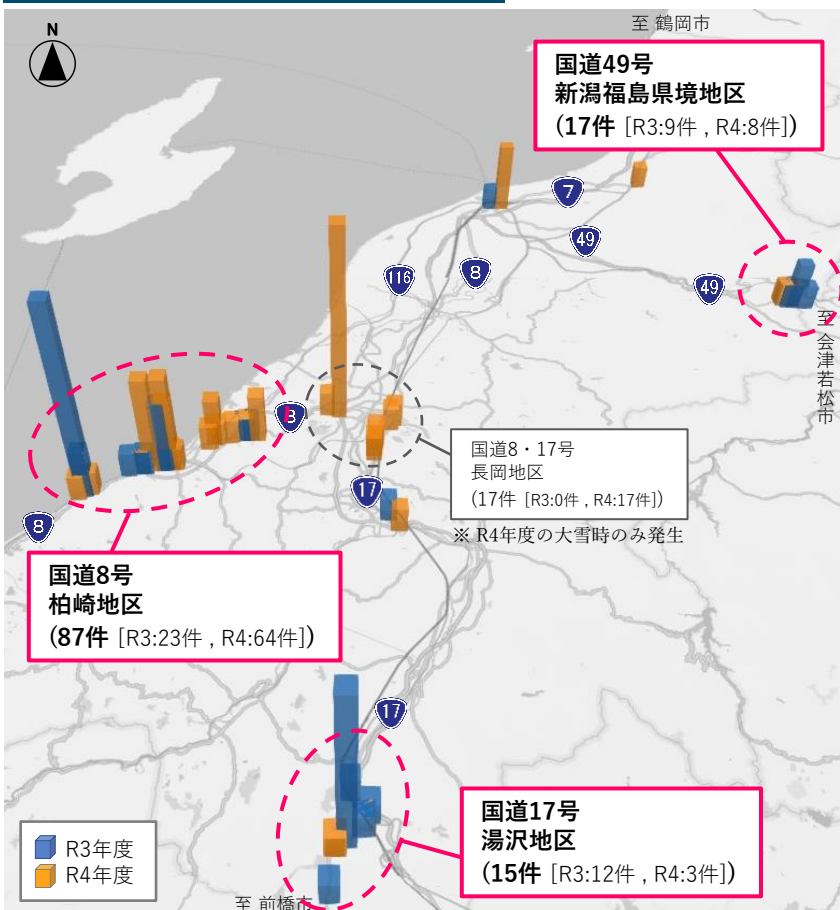 至 鶴岡市
N
国道49号
新潟福島県境地区
(17件 [R3:9件 , R4:8件])
7
49
8
116
49
至 会津若松市
8
国道8・17号
長岡地区
(17件 [R3:0件 , R4:17件])
17
※ R4年度の大雪時のみ発生
8
国道8号
柏崎地区
(87件 [R3:23件 , R4:64件])
17
国道17号
湯沢地区
(15件 [R3:12件 , R4:3件])
R3年度
R4年度
至 前橋市